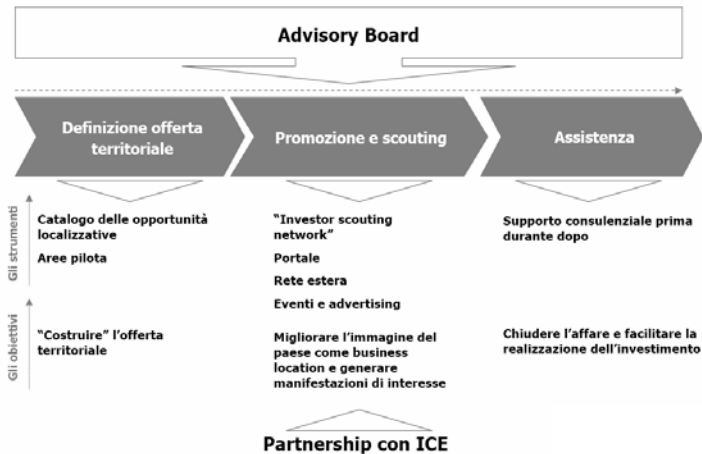 Advisory Board
Definizione offerta
territoriale
Promozione e scouting
Assistenza
Gli strumenti
Catalogo delle opportunità
localizzative
Aree pilota
"Investor scouting
network"
Portale
Rete estera
Eventi e advertising
Supporto consulenziale prima
durante dopo
Gli obiettivi
"Costruire" l'offerta
territoriale
Migliorare l'immagine del
paese come business
location e generare
manifestazioni di interesse
Chiudere l'affare e facilitare la
realizzazione dell'investimento
Partnership con ICE